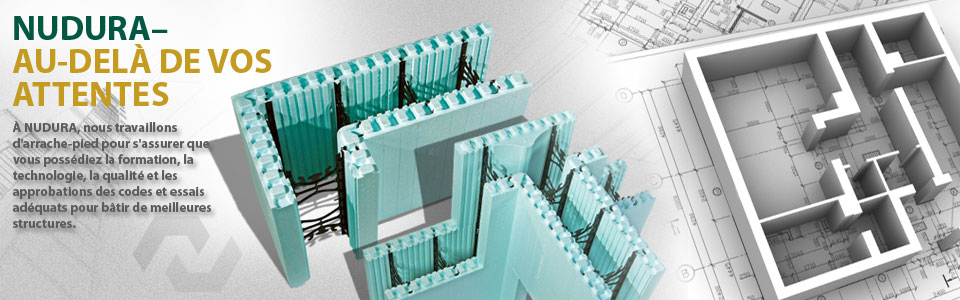 NUDURA–
AU-DELÀ DE VOS
ATTENTES
À NUDURA, nous travaillons
d'arrache-pied pour s'assurer que
vous possédiez la formation, la
technologie, la qualité et les
approbations des codes et essais
adéquats pour bâtir de meilleures
structures.